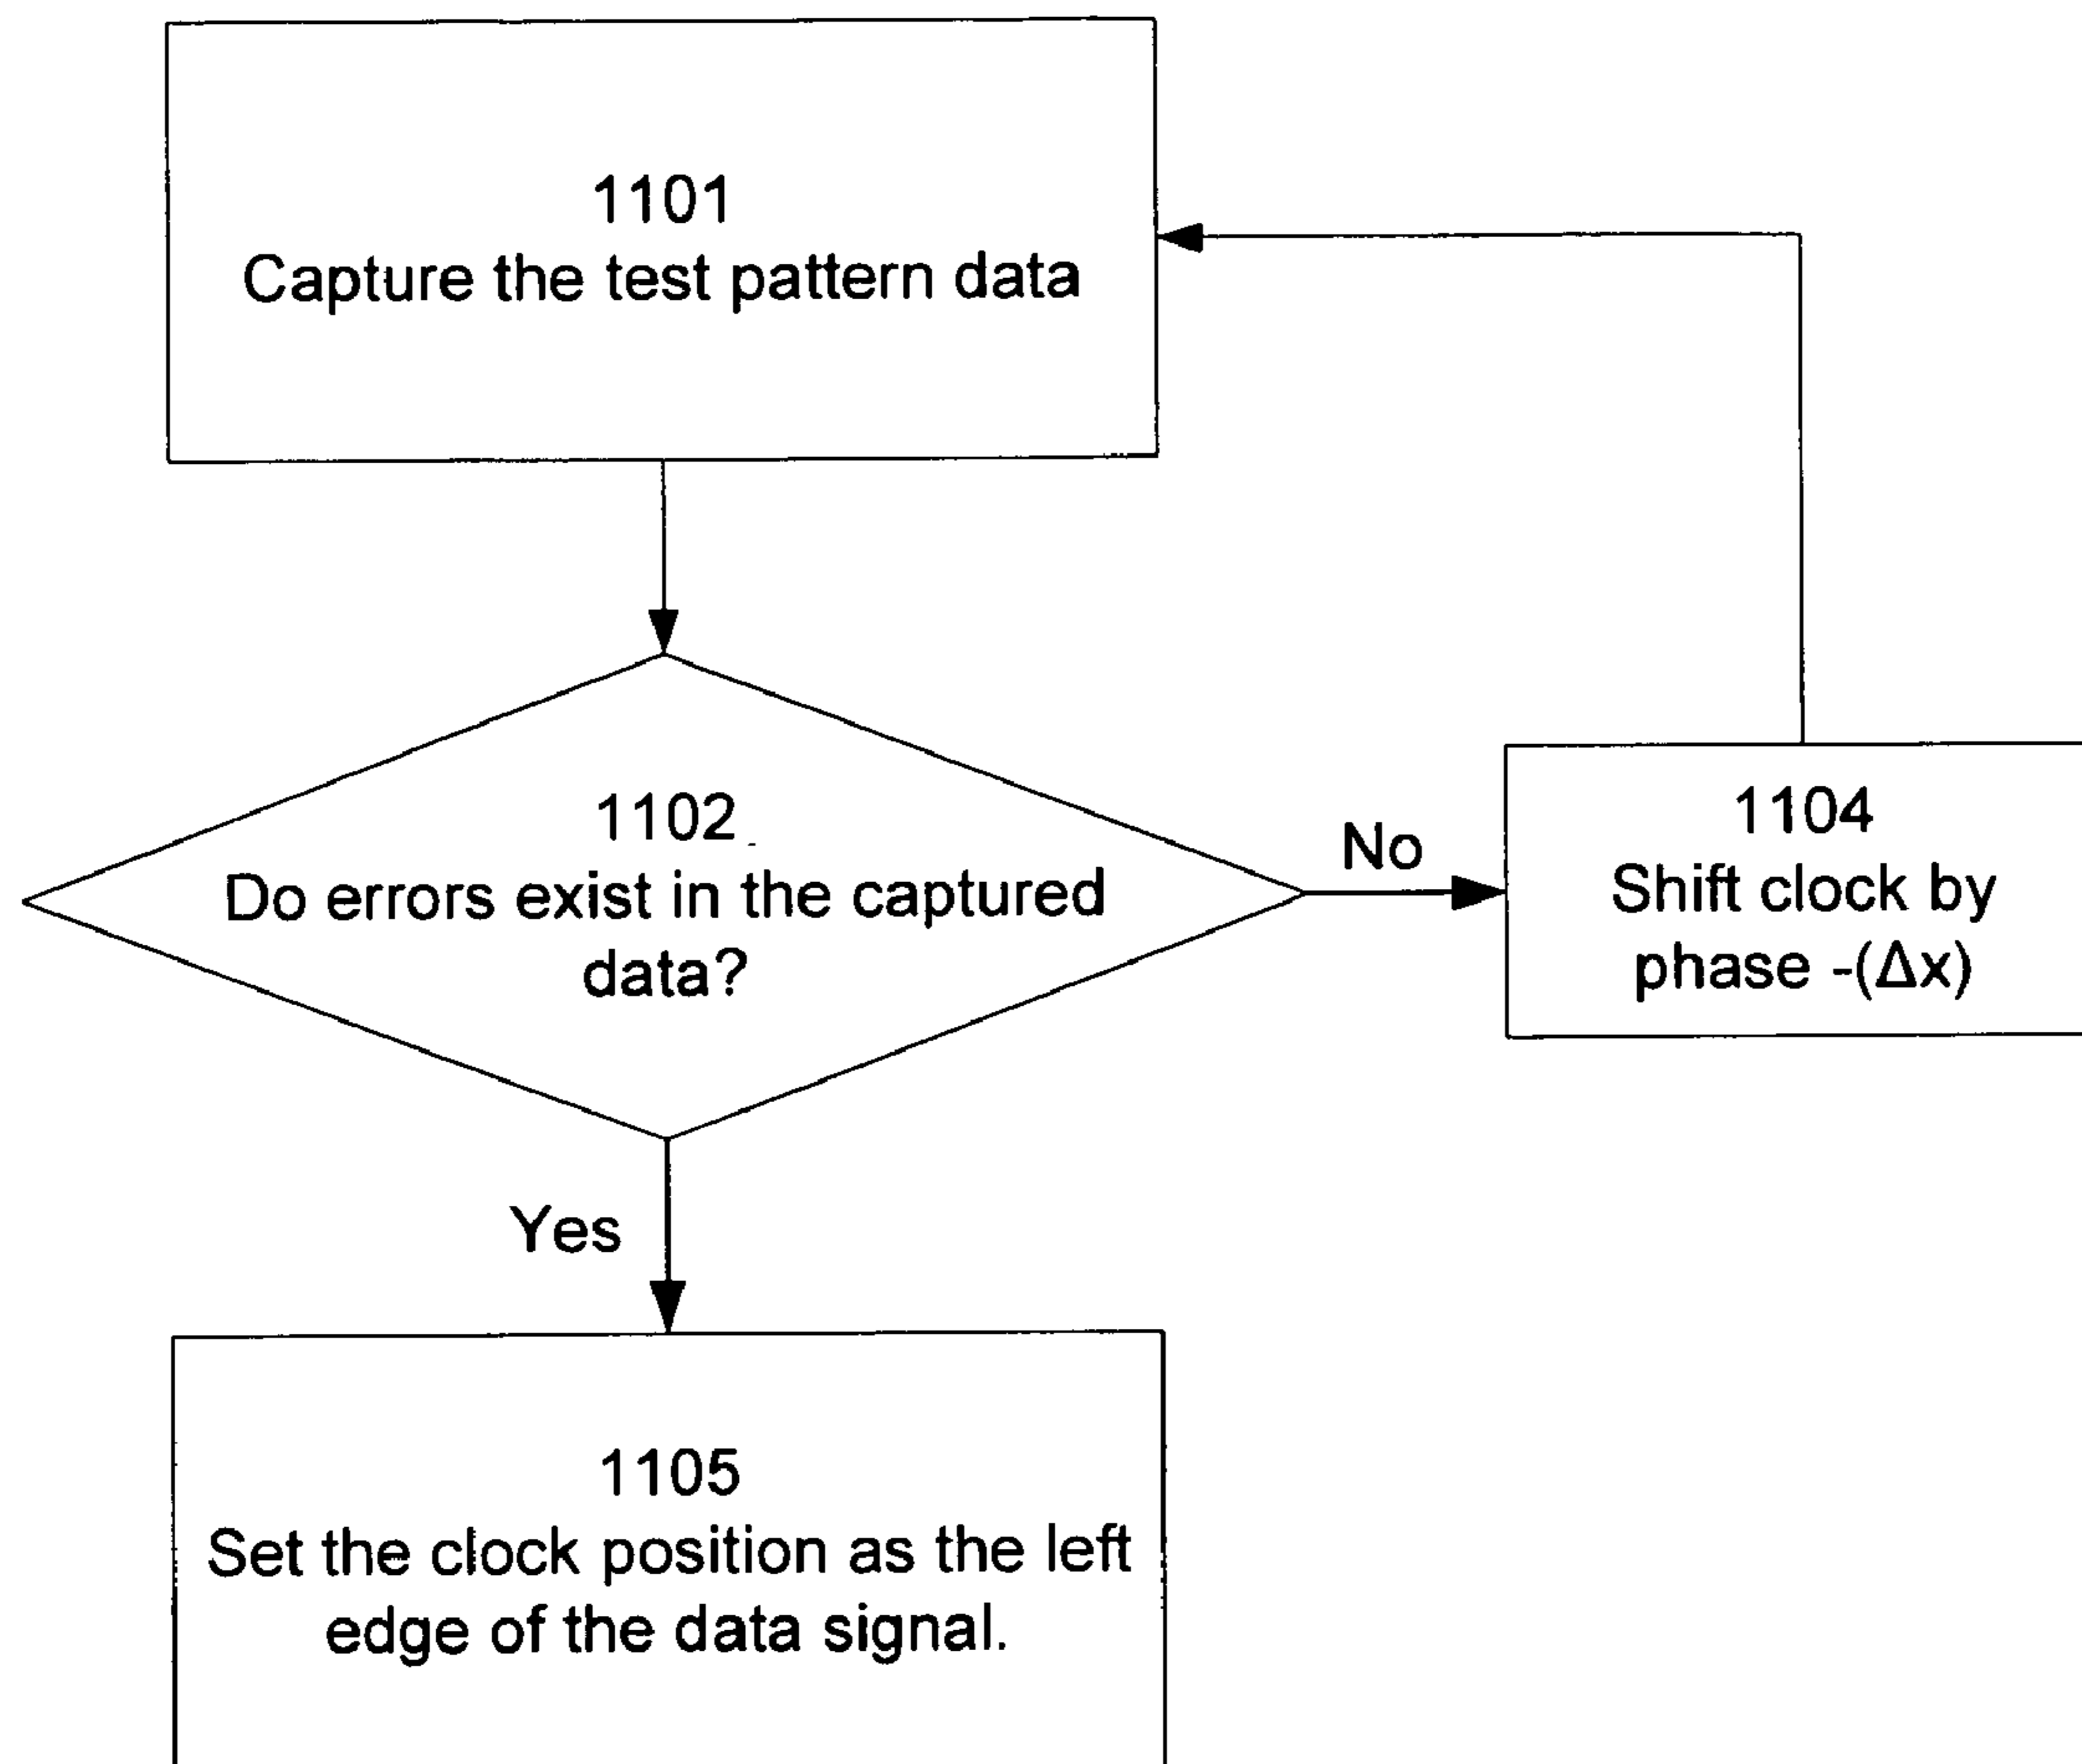 1101
Capture the test pattern data
1102
Do errors exist in the captured
data?
No
1104
Shift clock by
phase -(Δx)
Yes
1105
Set the clock position as the left
edge of the data signal.